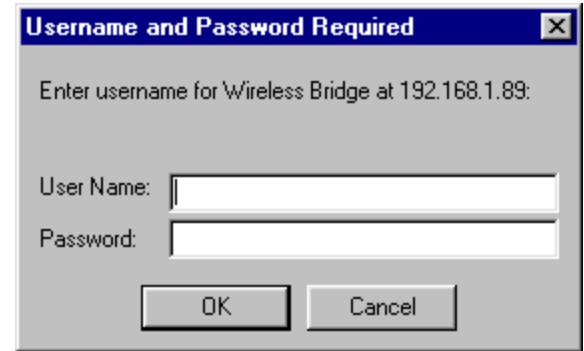 Username and Password Required
Enter username for Wireless Bridge at 192.168.1.89:
User Name:
Password:
OK Cancel